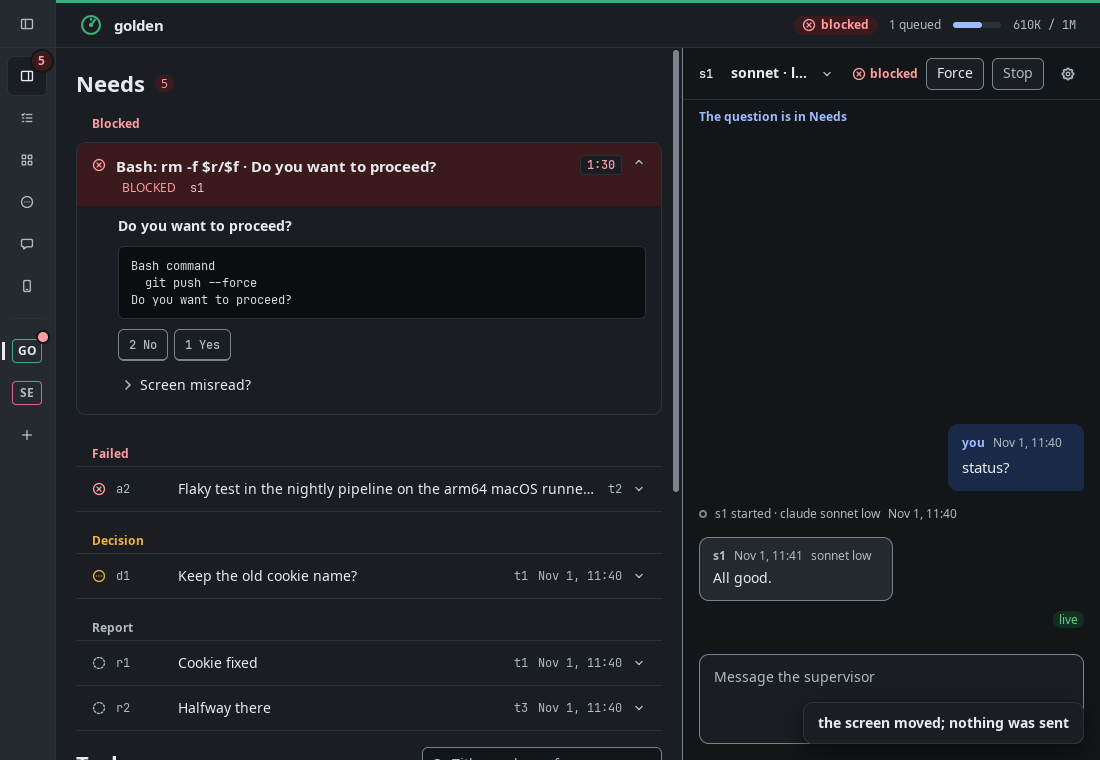 golden
blocked
1 queued
610K / 1M
5
Needs 5
Blocked
Bash: rm -f $r/$f · Do you want to proceed?
1:30
BLOCKED s1
Do you want to proceed?
Bash command
git push --force
Do you want to proceed?
2 No
1 Yes
Screen misread?
Failed
a2 Flaky test in the nightly pipeline on the arm64 macOS runne... t2
Decision
d1 Keep the old cookie name? t1 Nov 1, 11:40
Report
r1 Cookie fixed t1 Nov 1, 11:40
r2 Halfway there t3 Nov 1, 11:40
GO
SE
s1 sonnet · l...
blocked
Force
Stop
The question is in Needs
you Nov 1, 11:40
status?
s1 started · claude sonnet low Nov 1, 11:40
s1 Nov 1, 11:41 sonnet low
All good.
live
Message the supervisor
the screen moved; nothing was sent